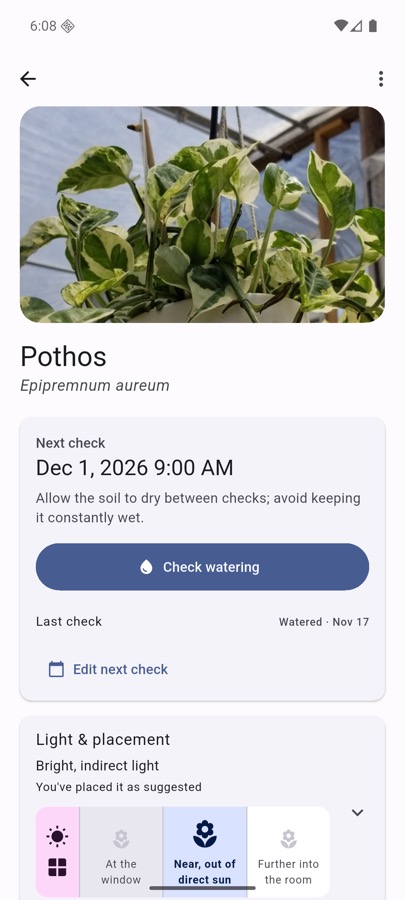 6:08
Pothos
Epipremnum aureum
Next check
Dec 1, 2026 9:00 AM
Allow the soil to dry between checks; avoid keeping
it constantly wet.
Check watering
Last check
Watered · Nov 17
Edit next check
Light & placement
Bright, indirect light
You've placed it as suggested
At the
window
Near, out of
direct sun
Further into
the room